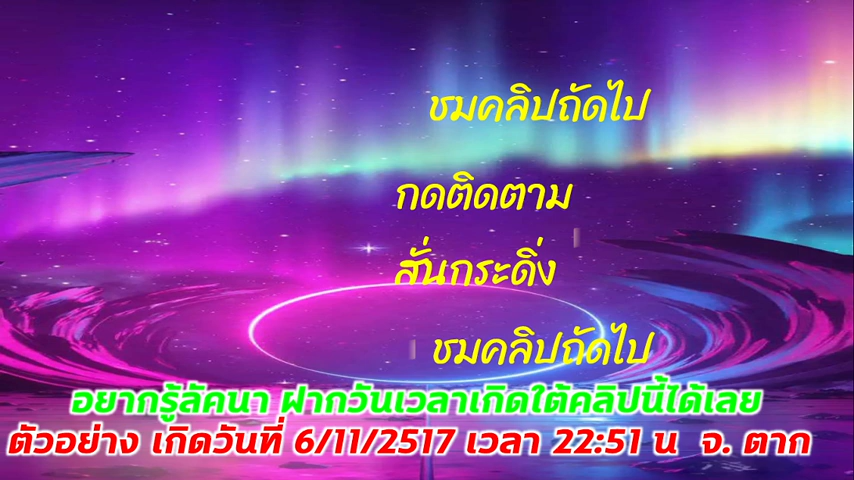 ชมคลิปถัดไป
กดติดตาม
สั่นกระดิ่ง
ชมคลิปถัดไป
อยากรู้ลัคนา ฝากวันเวลาเกิดใต้คลิปนี้ได้เลย
ตัวอย่าง เกิดวันที่ 6/11/2517 เวลา 22:51 น จ. ตาก